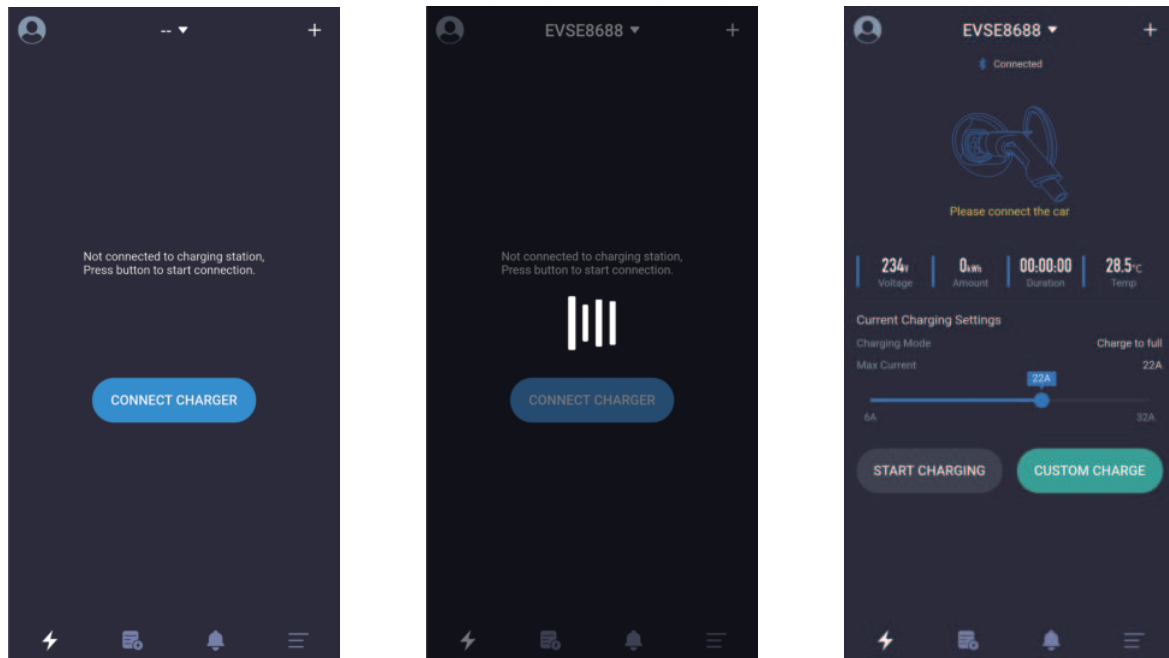 -- ▼ +
Not connected to charging station,
Press button to start connection.
CONNECT CHARGER
EVSE8688 ▼ +
Not connected to charging station,
Press button to start connection.
CONNECT CHARGER
EVSE8688 ▼ +
Connected
Please connect the car
234V 0kWh 00:00:00 28.5°C
Voltage Amount Duration Temp
Current Charging Settings
Charging Mode Charge to full
Max Current 22A
22A
6A 32A
START CHARGING CUSTOM CHARGE